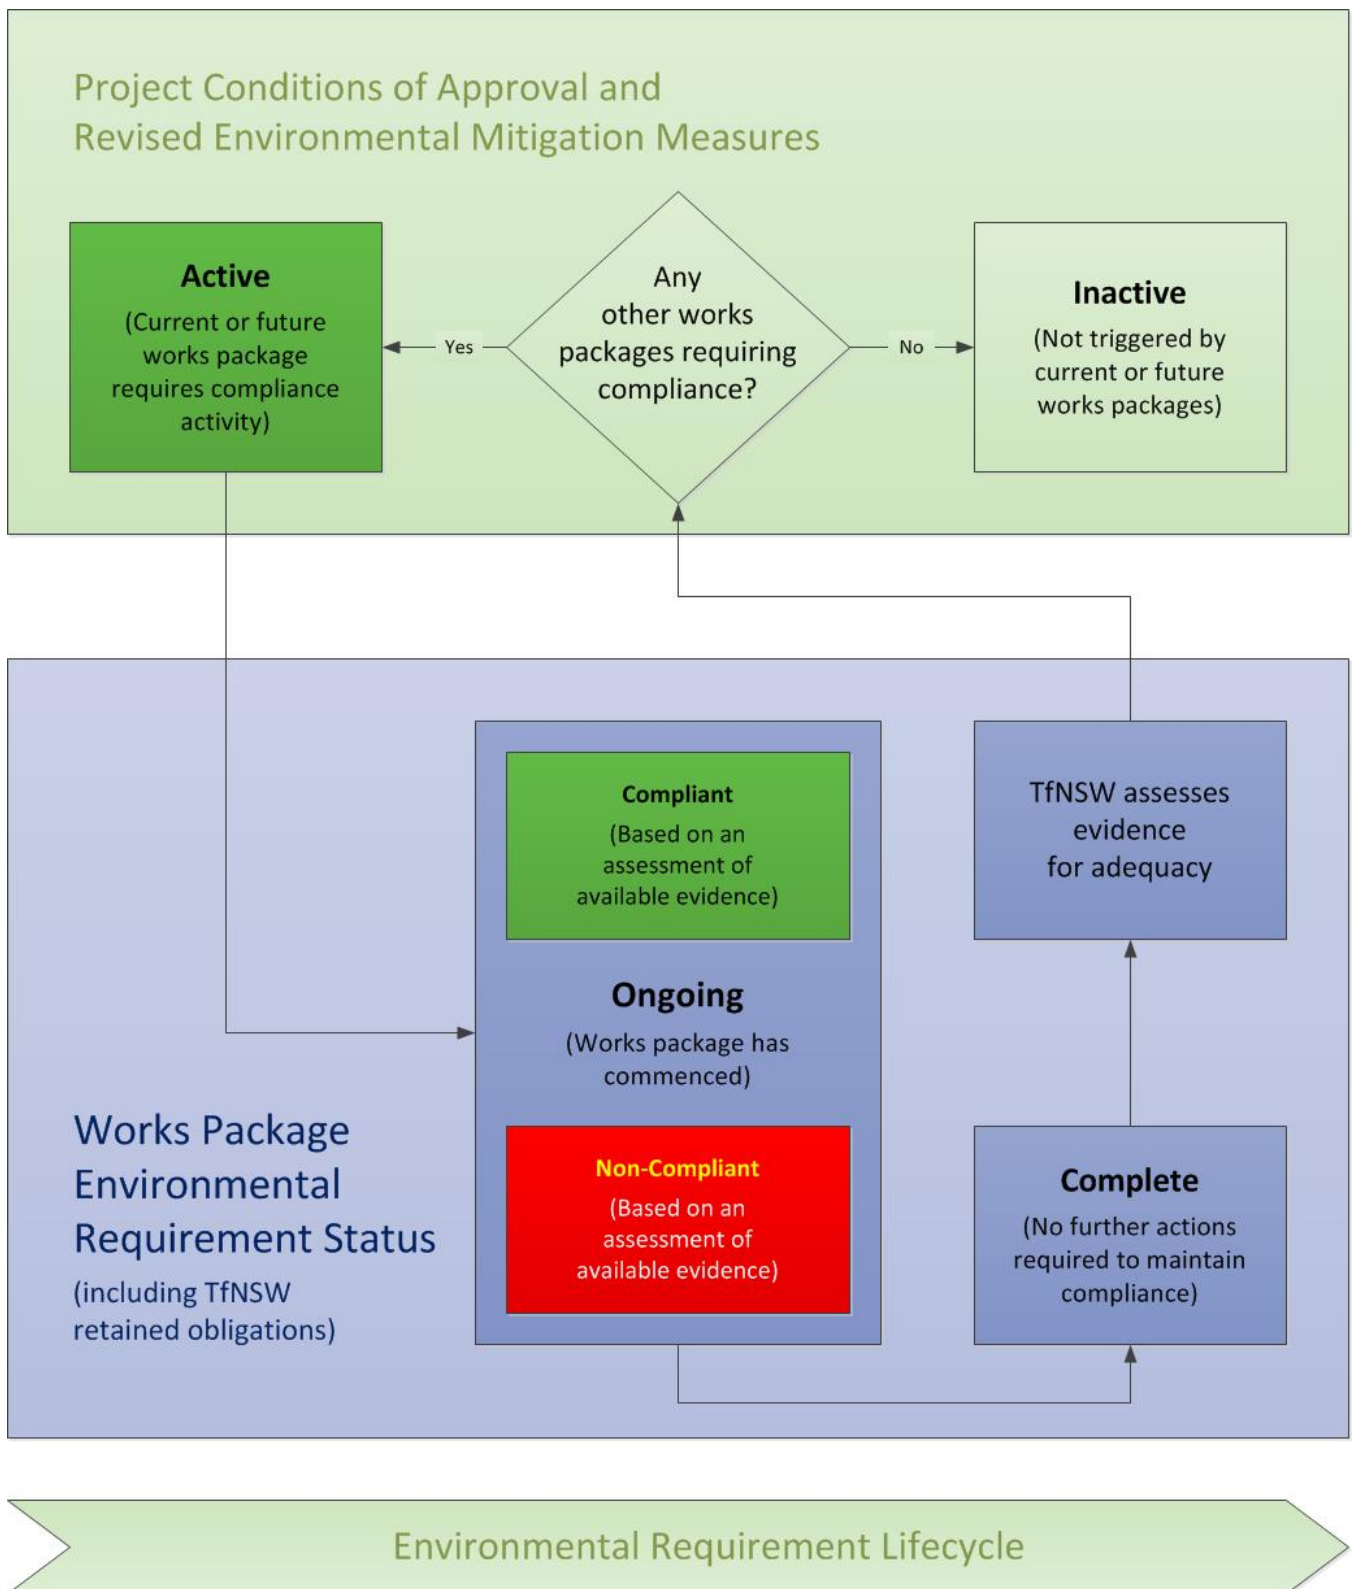 Project Conditions of Approval and
Revised Environmental Mitigation Measures
Active
(Current or future
works package
requires compliance
activity)
Yes
Any
other works
packages requiring
compliance?
No
Inactive
(Not triggered by
current or future
works packages)
Compliant
(Based on an
assessment of
available evidence)
Ongoing
(Works package has
commenced)
Non-Compliant
(Based on an
assessment of
available evidence)
TfNSW assesses
evidence
for adequacy
Complete
(No further actions
required to maintain
compliance)
Works Package
Environmental
Requirement Status
(including TfNSW
retained obligations)
Environmental Requirement Lifecycle